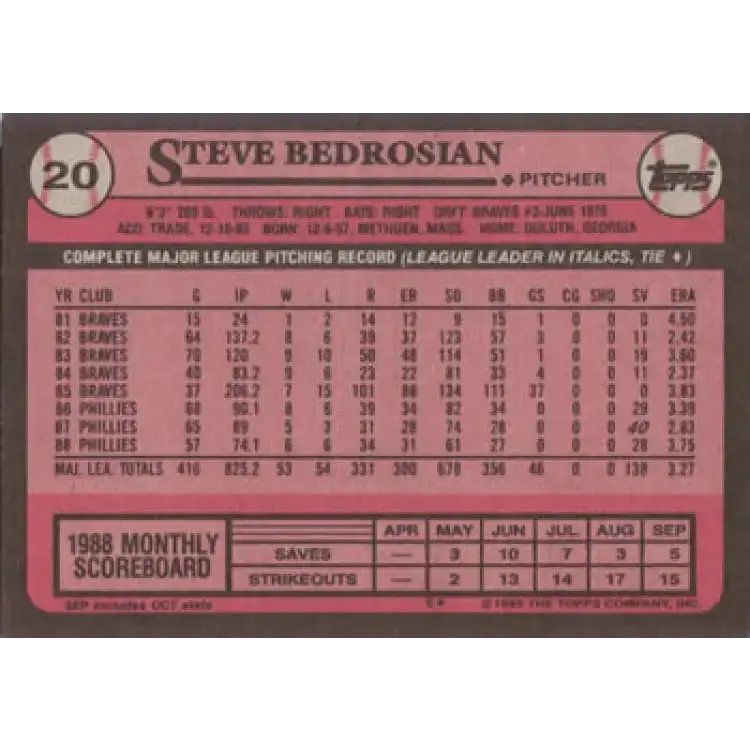 20
STEVE BEDROSIAN
♦ PITCHER
TOPPS®
6'3" 205 lb. THROWS: RIGHT BATS: RIGHT DRFT: BRAVES #3-JUNE 1978
ACQ: TRADE, 12-10-85 BORN: 12-6-57, METHUEN, MASS. HOME: DULUTH, GEORGIA
COMPLETE MAJOR LEAGUE PITCHING RECORD (LEAGUE LEADER IN ITALICS, TIE ♦)
YR CLUB G IP W L R ER SO BB GS CG SHO SV ERA
81 BRAVES 15 24 1 2 14 12 9 15 1 0 0 0 4.50
82 BRAVES 64 137.2 8 6 39 37 123 57 3 0 0 11 2.42
83 BRAVES 70 120 9 10 50 48 114 51 1 0 0 19 3.60
84 BRAVES 40 83.2 9 6 23 22 81 33 4 0 0 11 2.37
85 BRAVES 37 206.2 7 15 101 88 134 111 37 0 0 0 3.83
86 PHILLIES 68 90.1 8 6 39 34 82 34 0 0 0 29 3.39
87 PHILLIES 65 89 5 3 31 28 74 28 0 0 0 40 2.83
88 PHILLIES 57 74.1 6 6 34 31 61 27 0 0 0 28 3.75
MAJ. LEA. TOTALS 416 825.2 53 54 331 300 678 356 46 0 0 138 3.27
1988 MONTHLY SCOREBOARD
APR MAY JUN JUL AUG SEP
SAVES — 3 10 7 3 5
STRIKEOUTS — 2 13 14 17 15
SEP excludes OCT stats
© 1989 THE TOPPS COMPANY, INC.